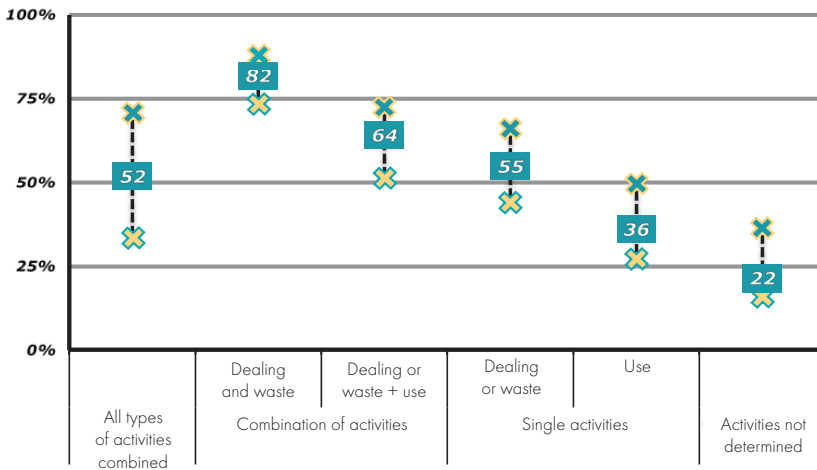 100%
75%
50%
25%
0%
52
82
64
55
36
22
Dealing
and waste
Dealing or
waste + use
Dealing
or waste
Use
All types
of activities
combined
Combination of activities
Single activities
Activities not
determined